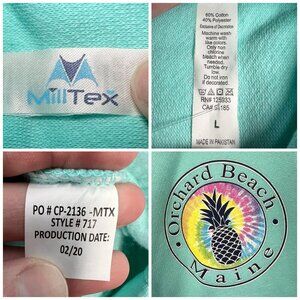 MillTex
60% Cotton
40% Polyester
Machine wash
warm with
like colors.
Only non
chlorine
bleach when
needed.
Tumble dry
low.
Do not iron
if decorated.
RN# 125933
CA#
L
MADE IN PAKISTAN
PO # CP-2136 -MTX
STYLE # 717
PRODUCTION DATE:
02/20
Orchard Beach
Maine